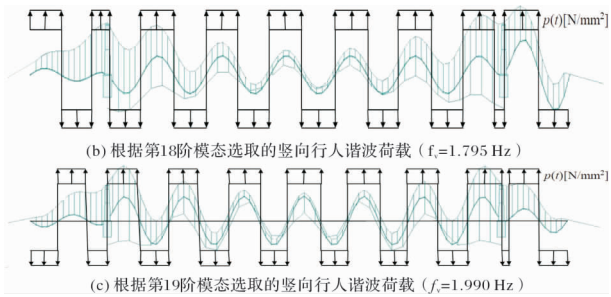 p(t)[N/mm²]
(b) 根据第18阶模态选取的竖向行人谐波荷载（fᵥ=1.795 Hz）
p(t)[N/mm²]
(c) 根据第19阶模态选取的竖向行人谐波荷载（fᵥ=1.990 Hz）